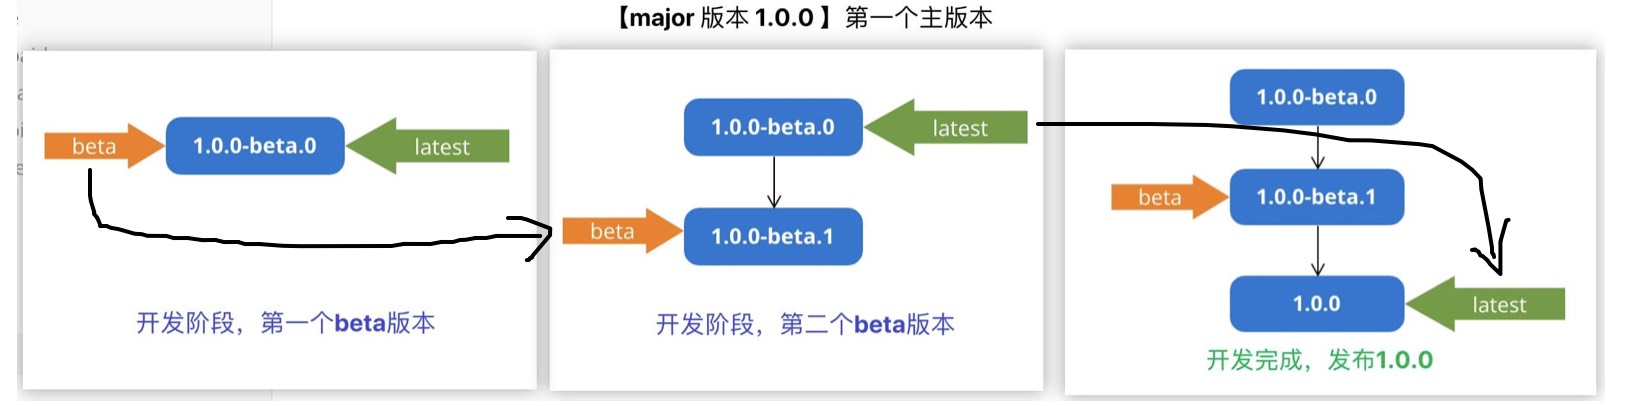 【major 版本 1.0.0 】第一个主版本
beta
1.0.0-beta.0
latest
开发阶段，第一个beta版本
1.0.0-beta.0
latest
beta
1.0.0-beta.1
开发阶段，第二个beta版本
1.0.0-beta.0
beta
1.0.0-beta.1
1.0.0
latest
开发完成，发布1.0.0